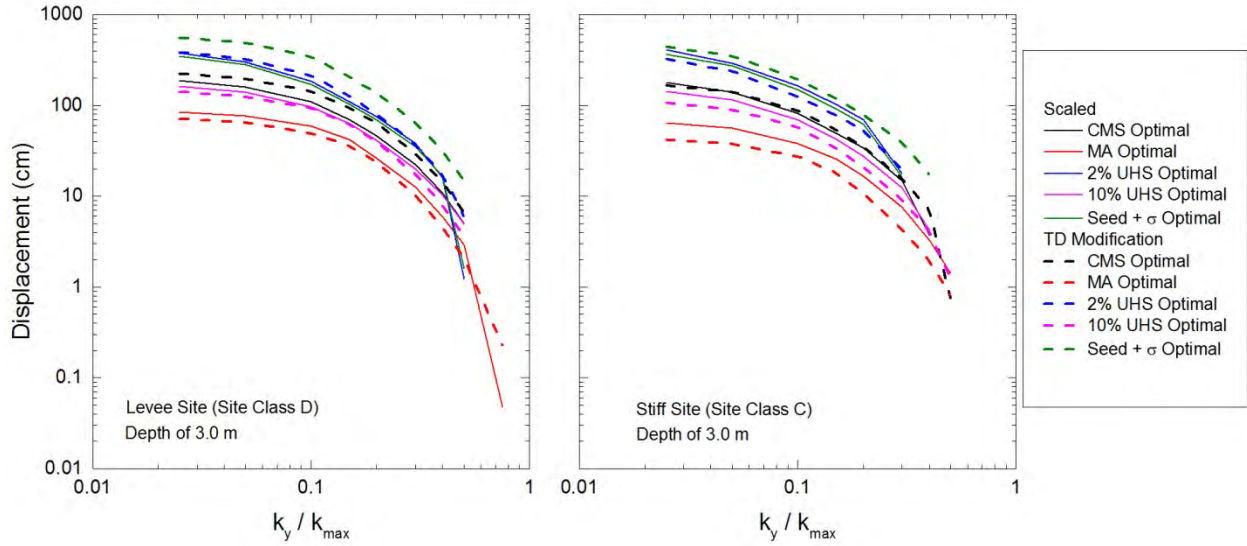 Displacement (cm)
1000
100
10
1
0.1
0.01
Levee Site (Site Class D)
Depth of 3.0 m
0.01
0.1
1
k_y / k_max
Stiff Site (Site Class C)
Depth of 3.0 m
0.01
0.1
1
k_y / k_max
Scaled
CMS Optimal
MA Optimal
2% UHS Optimal
10% UHS Optimal
Seed + σ Optimal
TD Modification
CMS Optimal
MA Optimal
2% UHS Optimal
10% UHS Optimal
Seed + σ Optimal